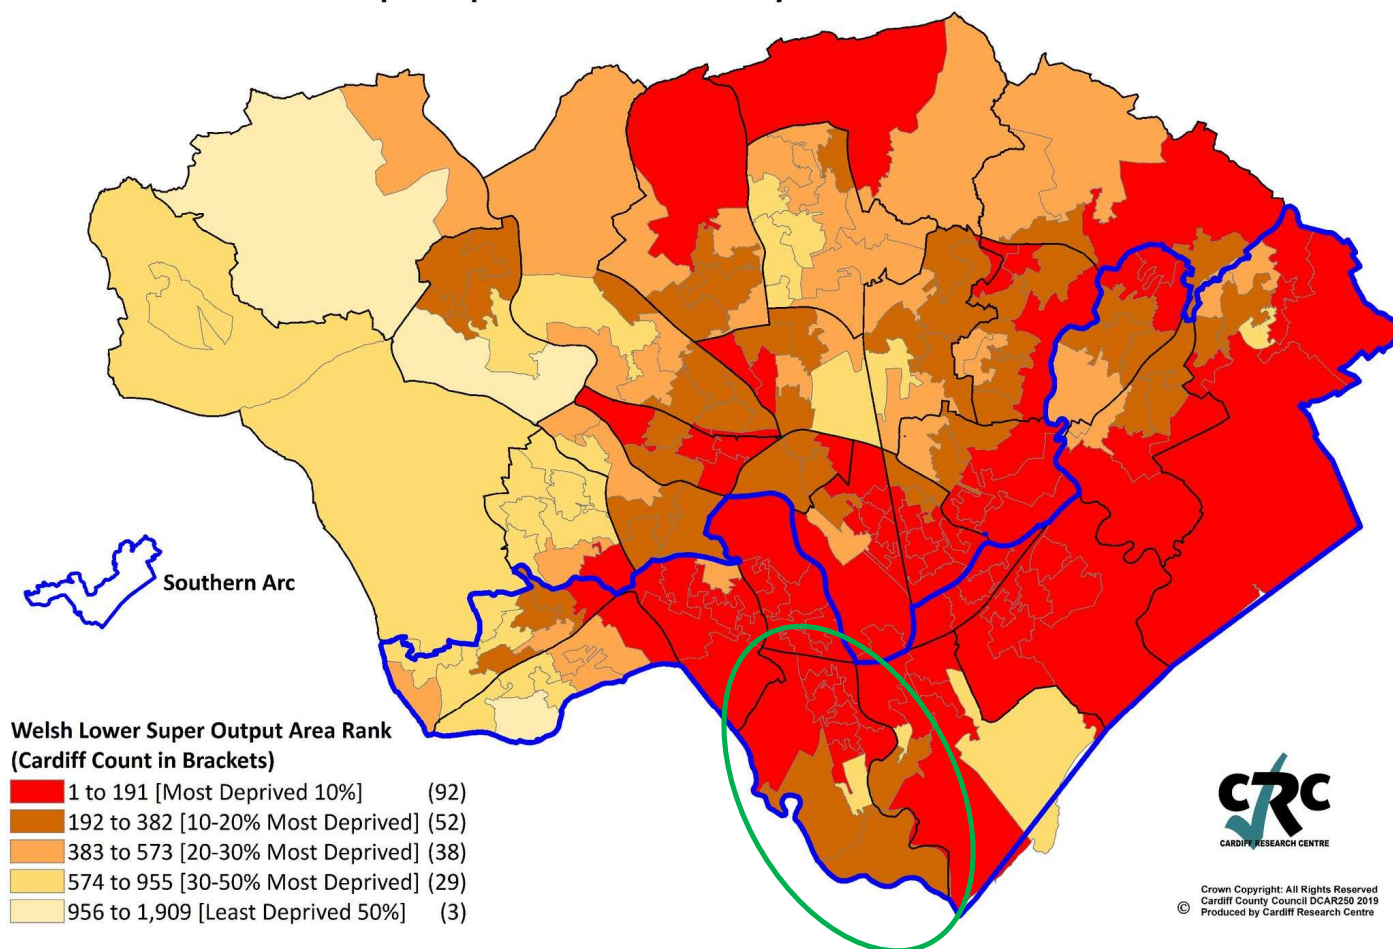 Southern Arc
Welsh Lower Super Output Area Rank
(Cardiff Count in Brackets)
1 to 191 [Most Deprived 10%] (92)
192 to 382 [10-20% Most Deprived] (52)
383 to 573 [20-30% Most Deprived] (38)
574 to 955 [30-50% Most Deprived] (29)
956 to 1,909 [Least Deprived 50%] (3)
CRC
CARDIFF RESEARCH CENTRE
Crown Copyright: All Rights Reserved
Cardiff County Council DCAR250 2019
© Produced by Cardiff Research Centre